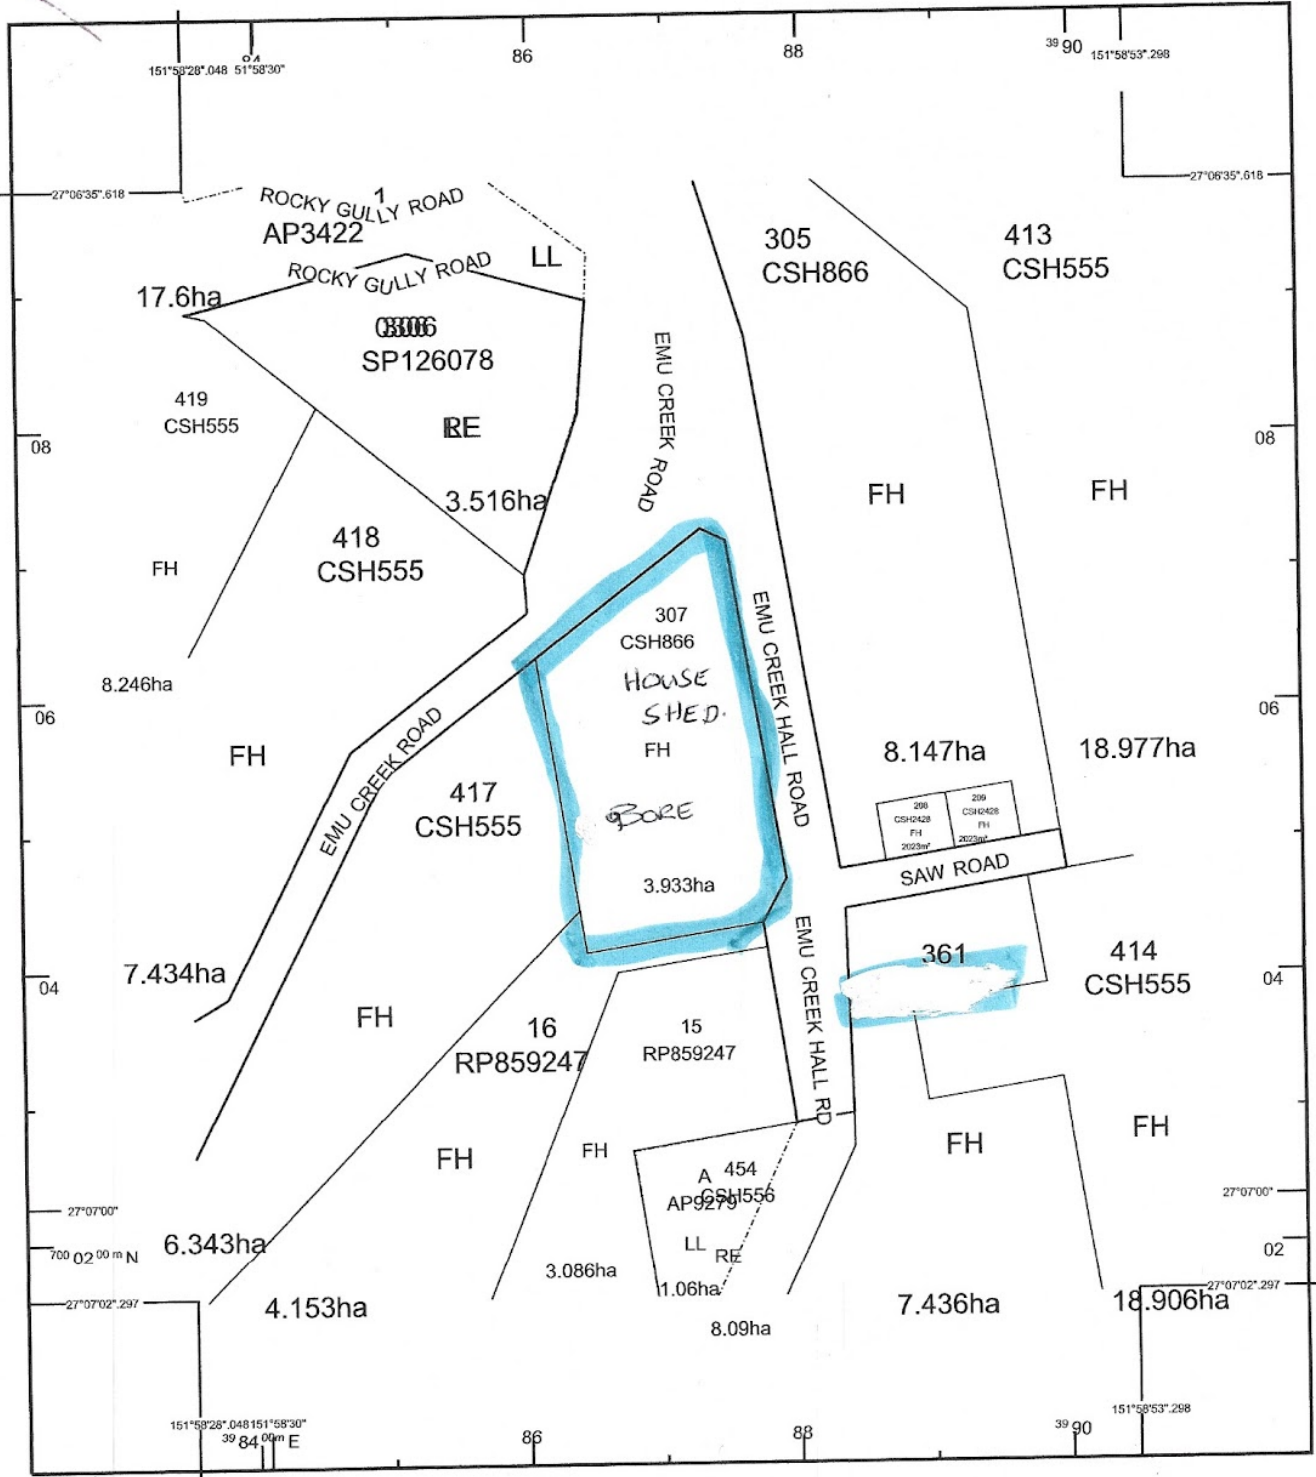 84
86
88
39 90
151°58'28".048 51°58'30"
151°58'53".298
27°06'35".618
27°06'35".618
1
ROCKY GULLY ROAD
AP3422
LL
ROCKY GULLY ROAD
17.6ha
SP126078
305
CSH866
413
CSH555
419
CSH555
EMU CREEK ROAD
08
08
3.516ha
FH
FH
418
CSH555
FH
307
CSH866
HOUSE
SHED.
FH
BORE
3.933ha
EMU CREEK HALL ROAD
8.246ha
06
06
FH
EMU CREEK ROAD
417
CSH555
8.147ha
18.977ha
208
CSH2428
FH
2023m²
209
CSH2428
FH
2023m²
SAW ROAD
7.434ha
04
04
361
414
CSH555
FH
16
RP859247
15
RP859247
EMU CREEK HALL RD
FH
FH
FH
FH
A
454
CSH556
AP9279
LL
RE
27°07'00"
27°07'00"
700 02 00 m N
02
6.343ha
3.086ha
1.06ha
27°07'02".297
27°07'02".297
4.153ha
8.09ha
7.436ha
18.906ha
151°58'28".048 151°58'30"
151°58'53".298
39 84 00m E
86
88
39 90